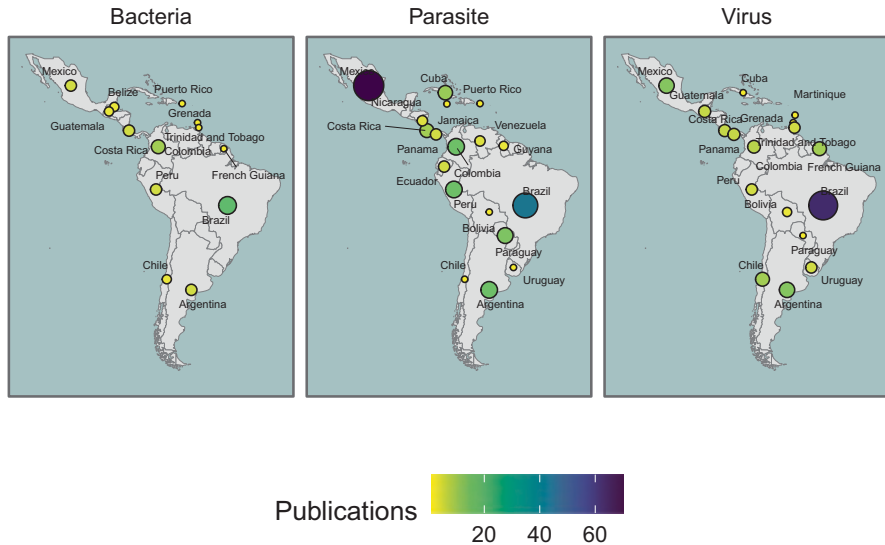 Bacteria
Parasite
Virus
Mexico
Belize
Puerto Rico
Guatemala
Grenada
Costa Rica
Trinidad and Tobago
Colombia
French Guiana
Peru
Brazil
Chile
Argentina
Mexico
Cuba
Puerto Rico
Nicaragua
Costa Rica
Jamaica
Venezuela
Panama
Guyana
Ecuador
Colombia
Peru
Brazil
Bolivia
Paraguay
Chile
Uruguay
Argentina
Mexico
Cuba
Guatemala
Martinique
Costa Rica
Grenada
Panama
Trinidad and Tobago
Colombia
French Guiana
Peru
Brazil
Bolivia
Paraguay
Chile
Uruguay
Argentina
Publications
20 40 60